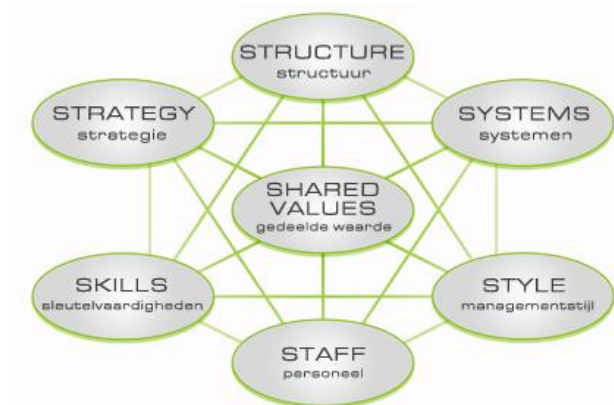 STRUCTURE
structuur
STRATEGY
strategie
SYSTEMS
systemen
SHARED
VALUES
gedeelde waarde
SKILLS
sleutelvaardigheden
STYLE
managementstijl
STAFF
personeel